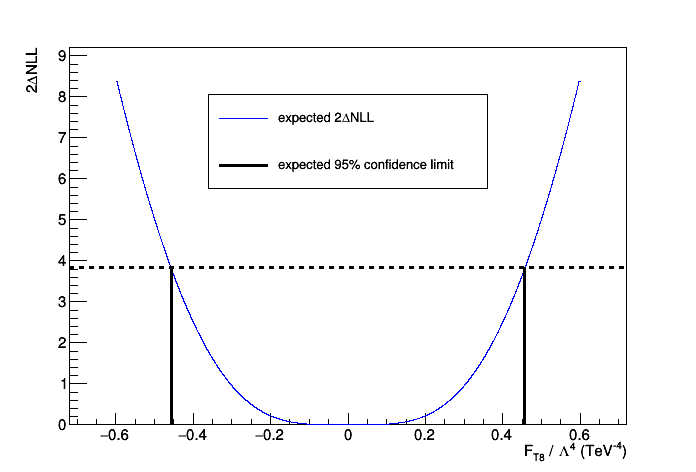 2ΔNLL
9
8
7
6
5
4
3
2
1
0
expected 2ΔNLL
expected 95% confidence limit
−0.6 −0.4 −0.2 0 0.2 0.4 0.6
F_T8 / Λ^4 (TeV^-4)